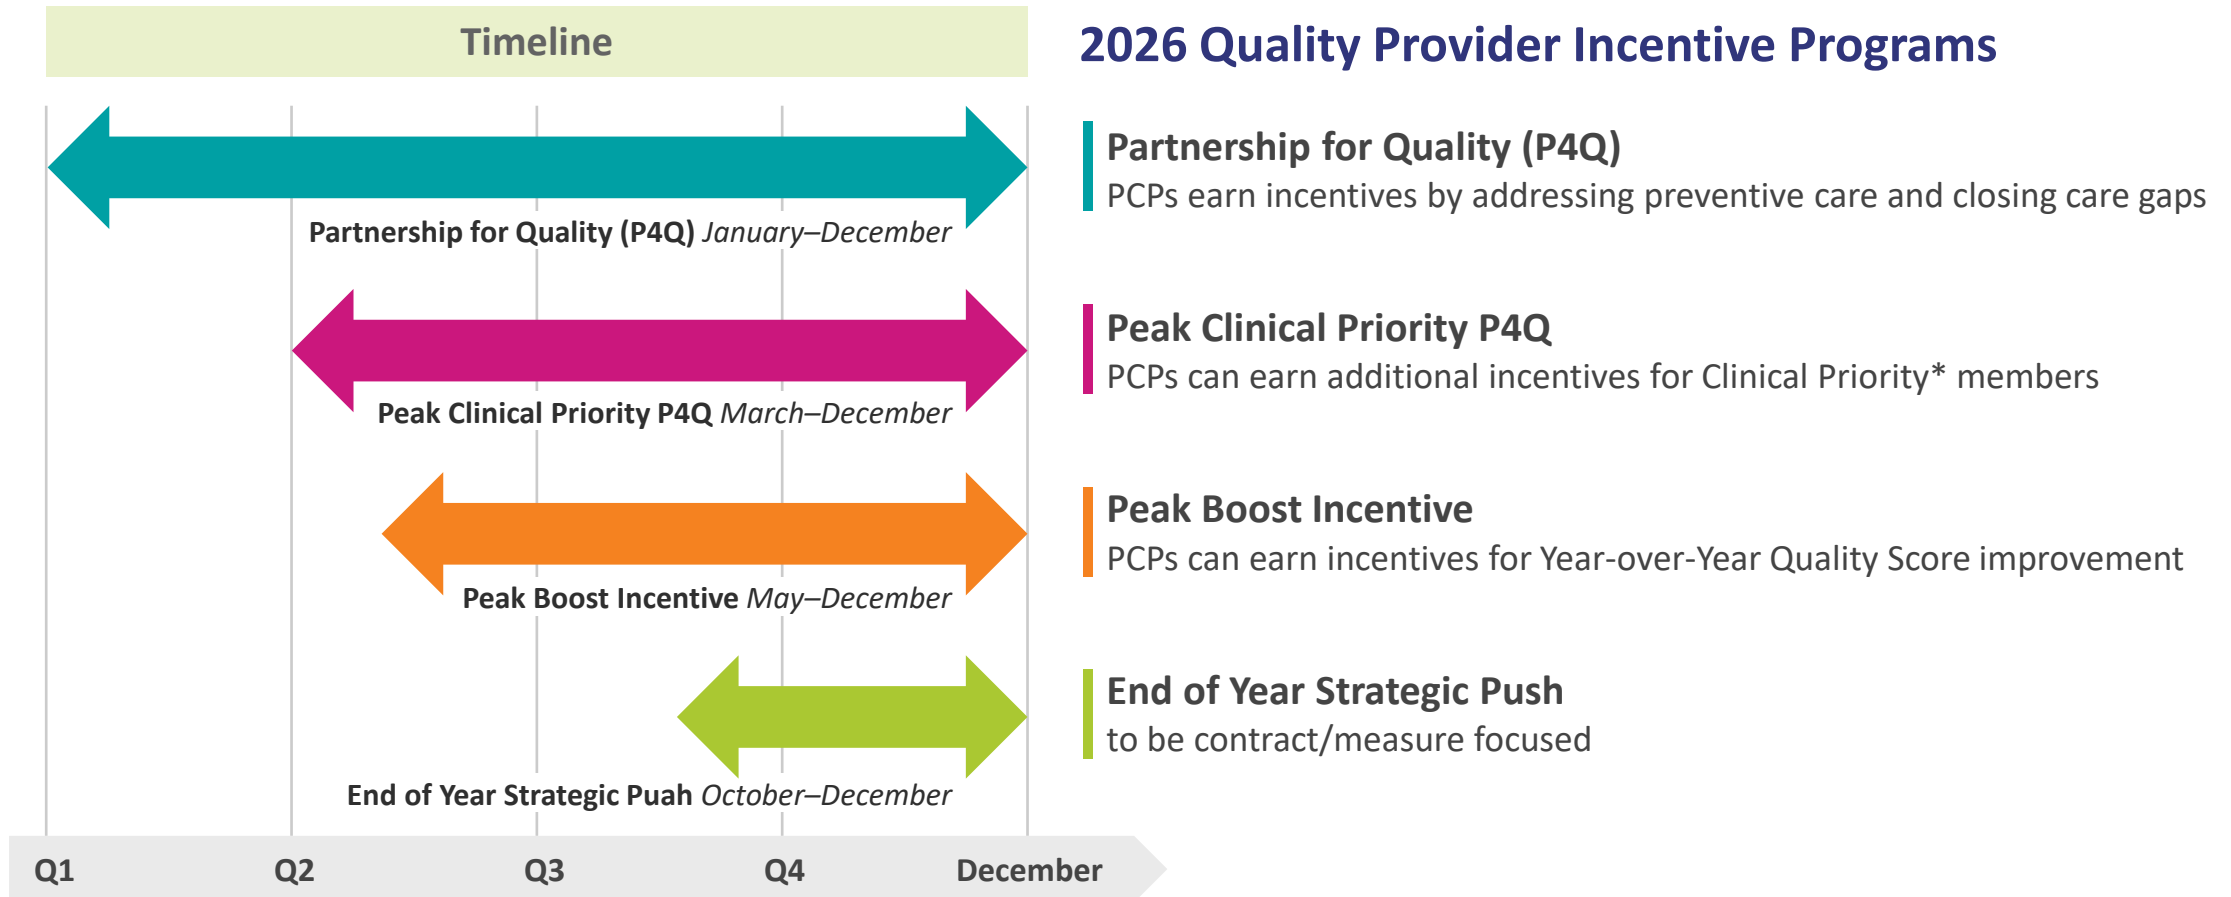 Timeline
2026 Quality Provider Incentive Programs
Partnership for Quality (P4Q) January–December
Partnership for Quality (P4Q)
PCPs earn incentives by addressing preventive care and closing care gaps
Peak Clinical Priority P4Q March–December
Peak Clinical Priority P4Q
PCPs can earn additional incentives for Clinical Priority* members
Peak Boost Incentive May–December
Peak Boost Incentive
PCPs can earn incentives for Year-over-Year Quality Score improvement
End of Year Strategic Puah October–December
End of Year Strategic Push
to be contract/measure focused
Q1 Q2 Q3 Q4 December